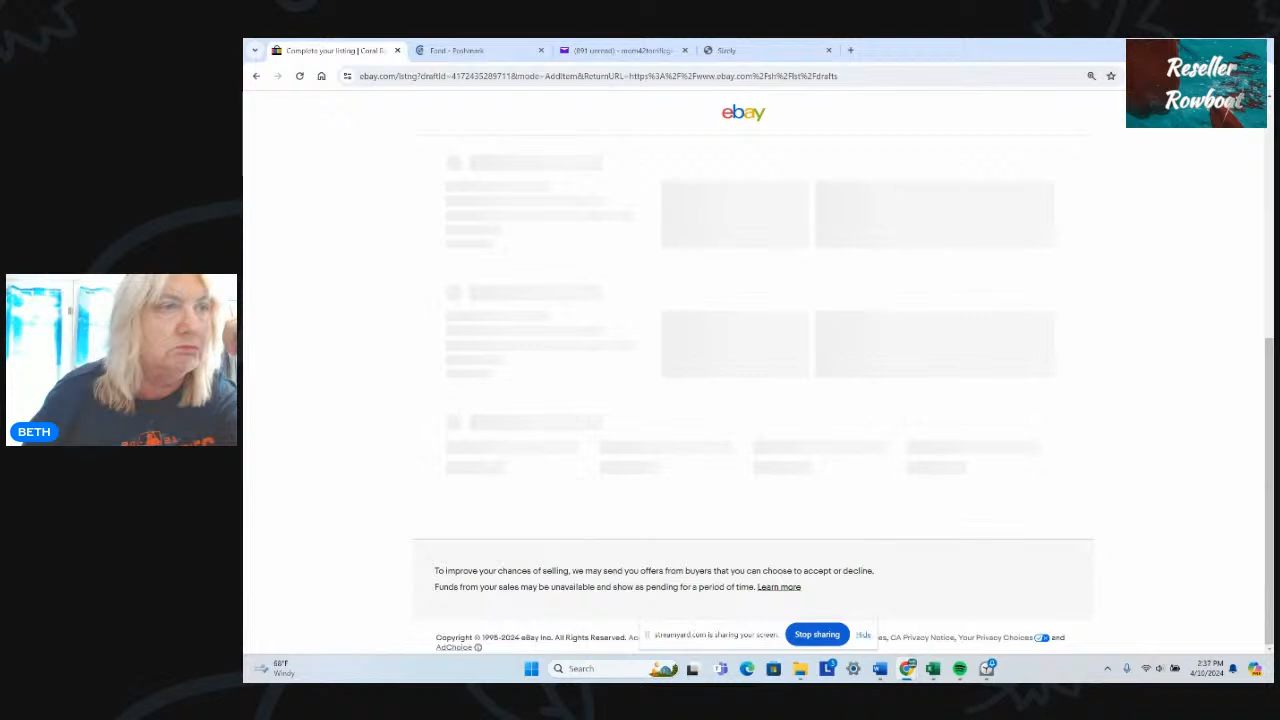 Complete your listing | Coral B
Feed - Poshmark
(891 unread) - mom42terrificg
Sizely
ebay.com/lstng?draftId=4172435289711&mode=AddItem&ReturnURL=https%3A%2F%2Fwww.ebay.com%2Fsh%2Flst%2Fdrafts
Reseller
Rowboat
ebay
BETH
To improve your chances of selling, we may send you offers from buyers that you can choose to accept or decline.
Funds from your sales may be unavailable and show as pending for a period of time. Learn more
streamyard.com is sharing your screen.
Stop sharing
Hide
Copyright © 1995-2024 eBay Inc. All Rights Reserved.
CA Privacy Notice, Your Privacy Choices and
AdChoice
68°F
Windy
Search
2:37 PM
4/10/2024